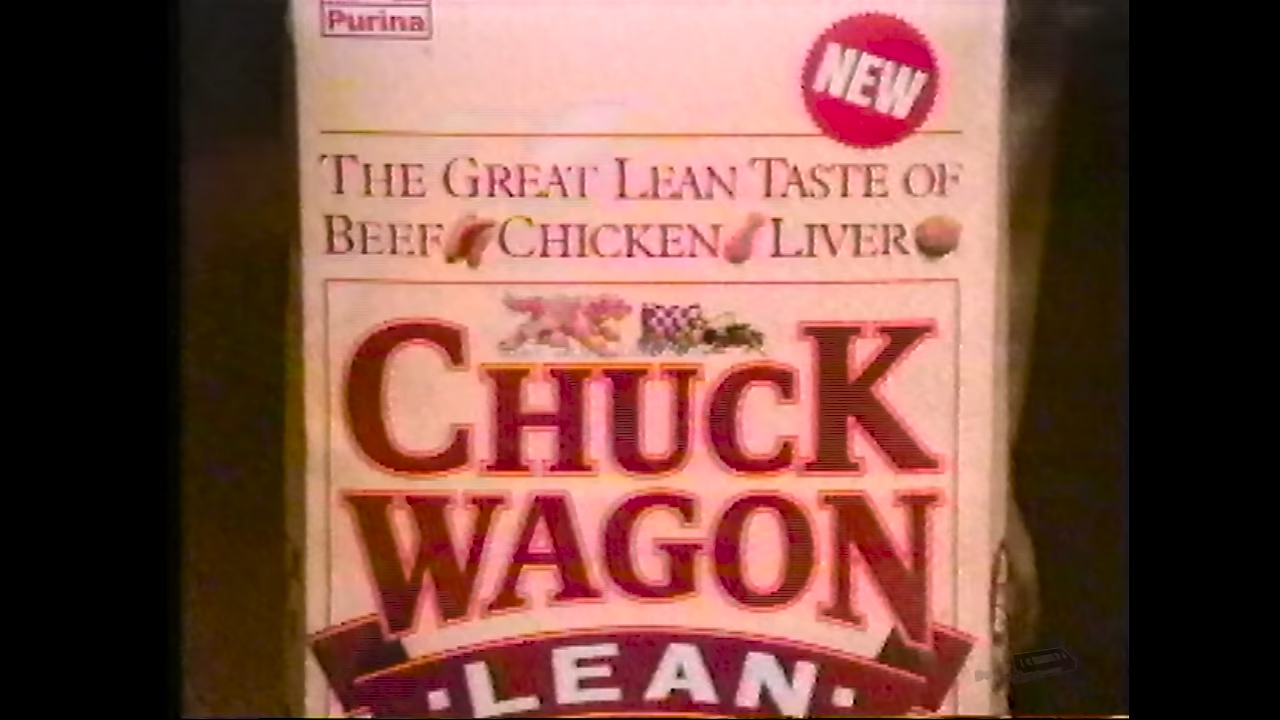 Purina
NEW
THE GREAT LEAN TASTE OF
BEEF CHICKEN LIVER
CHUCK
WAGON
·LEAN·